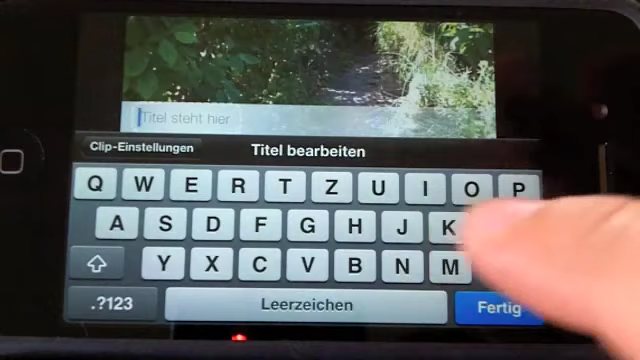 Titel steht hier
Clip-Einstellungen Titel bearbeiten
Q W E R T Z U I O P
A S D F G H J K
Y X C V B N M
.?123 Leerzeichen Fertig